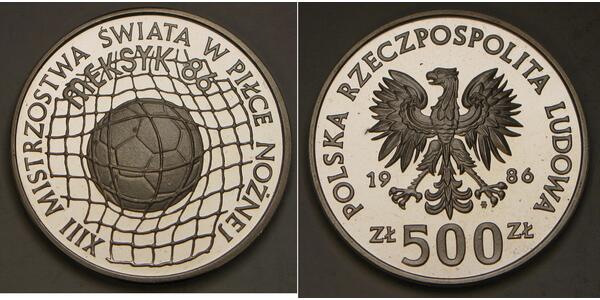 XIII MISTRZOSTWA ŚWIATA W PIŁCE NOŻNEJ
MEKSYK '86
POLSKA RZECZPOSPOLITA LUDOWA
19 86
ZŁ 500 ZŁ